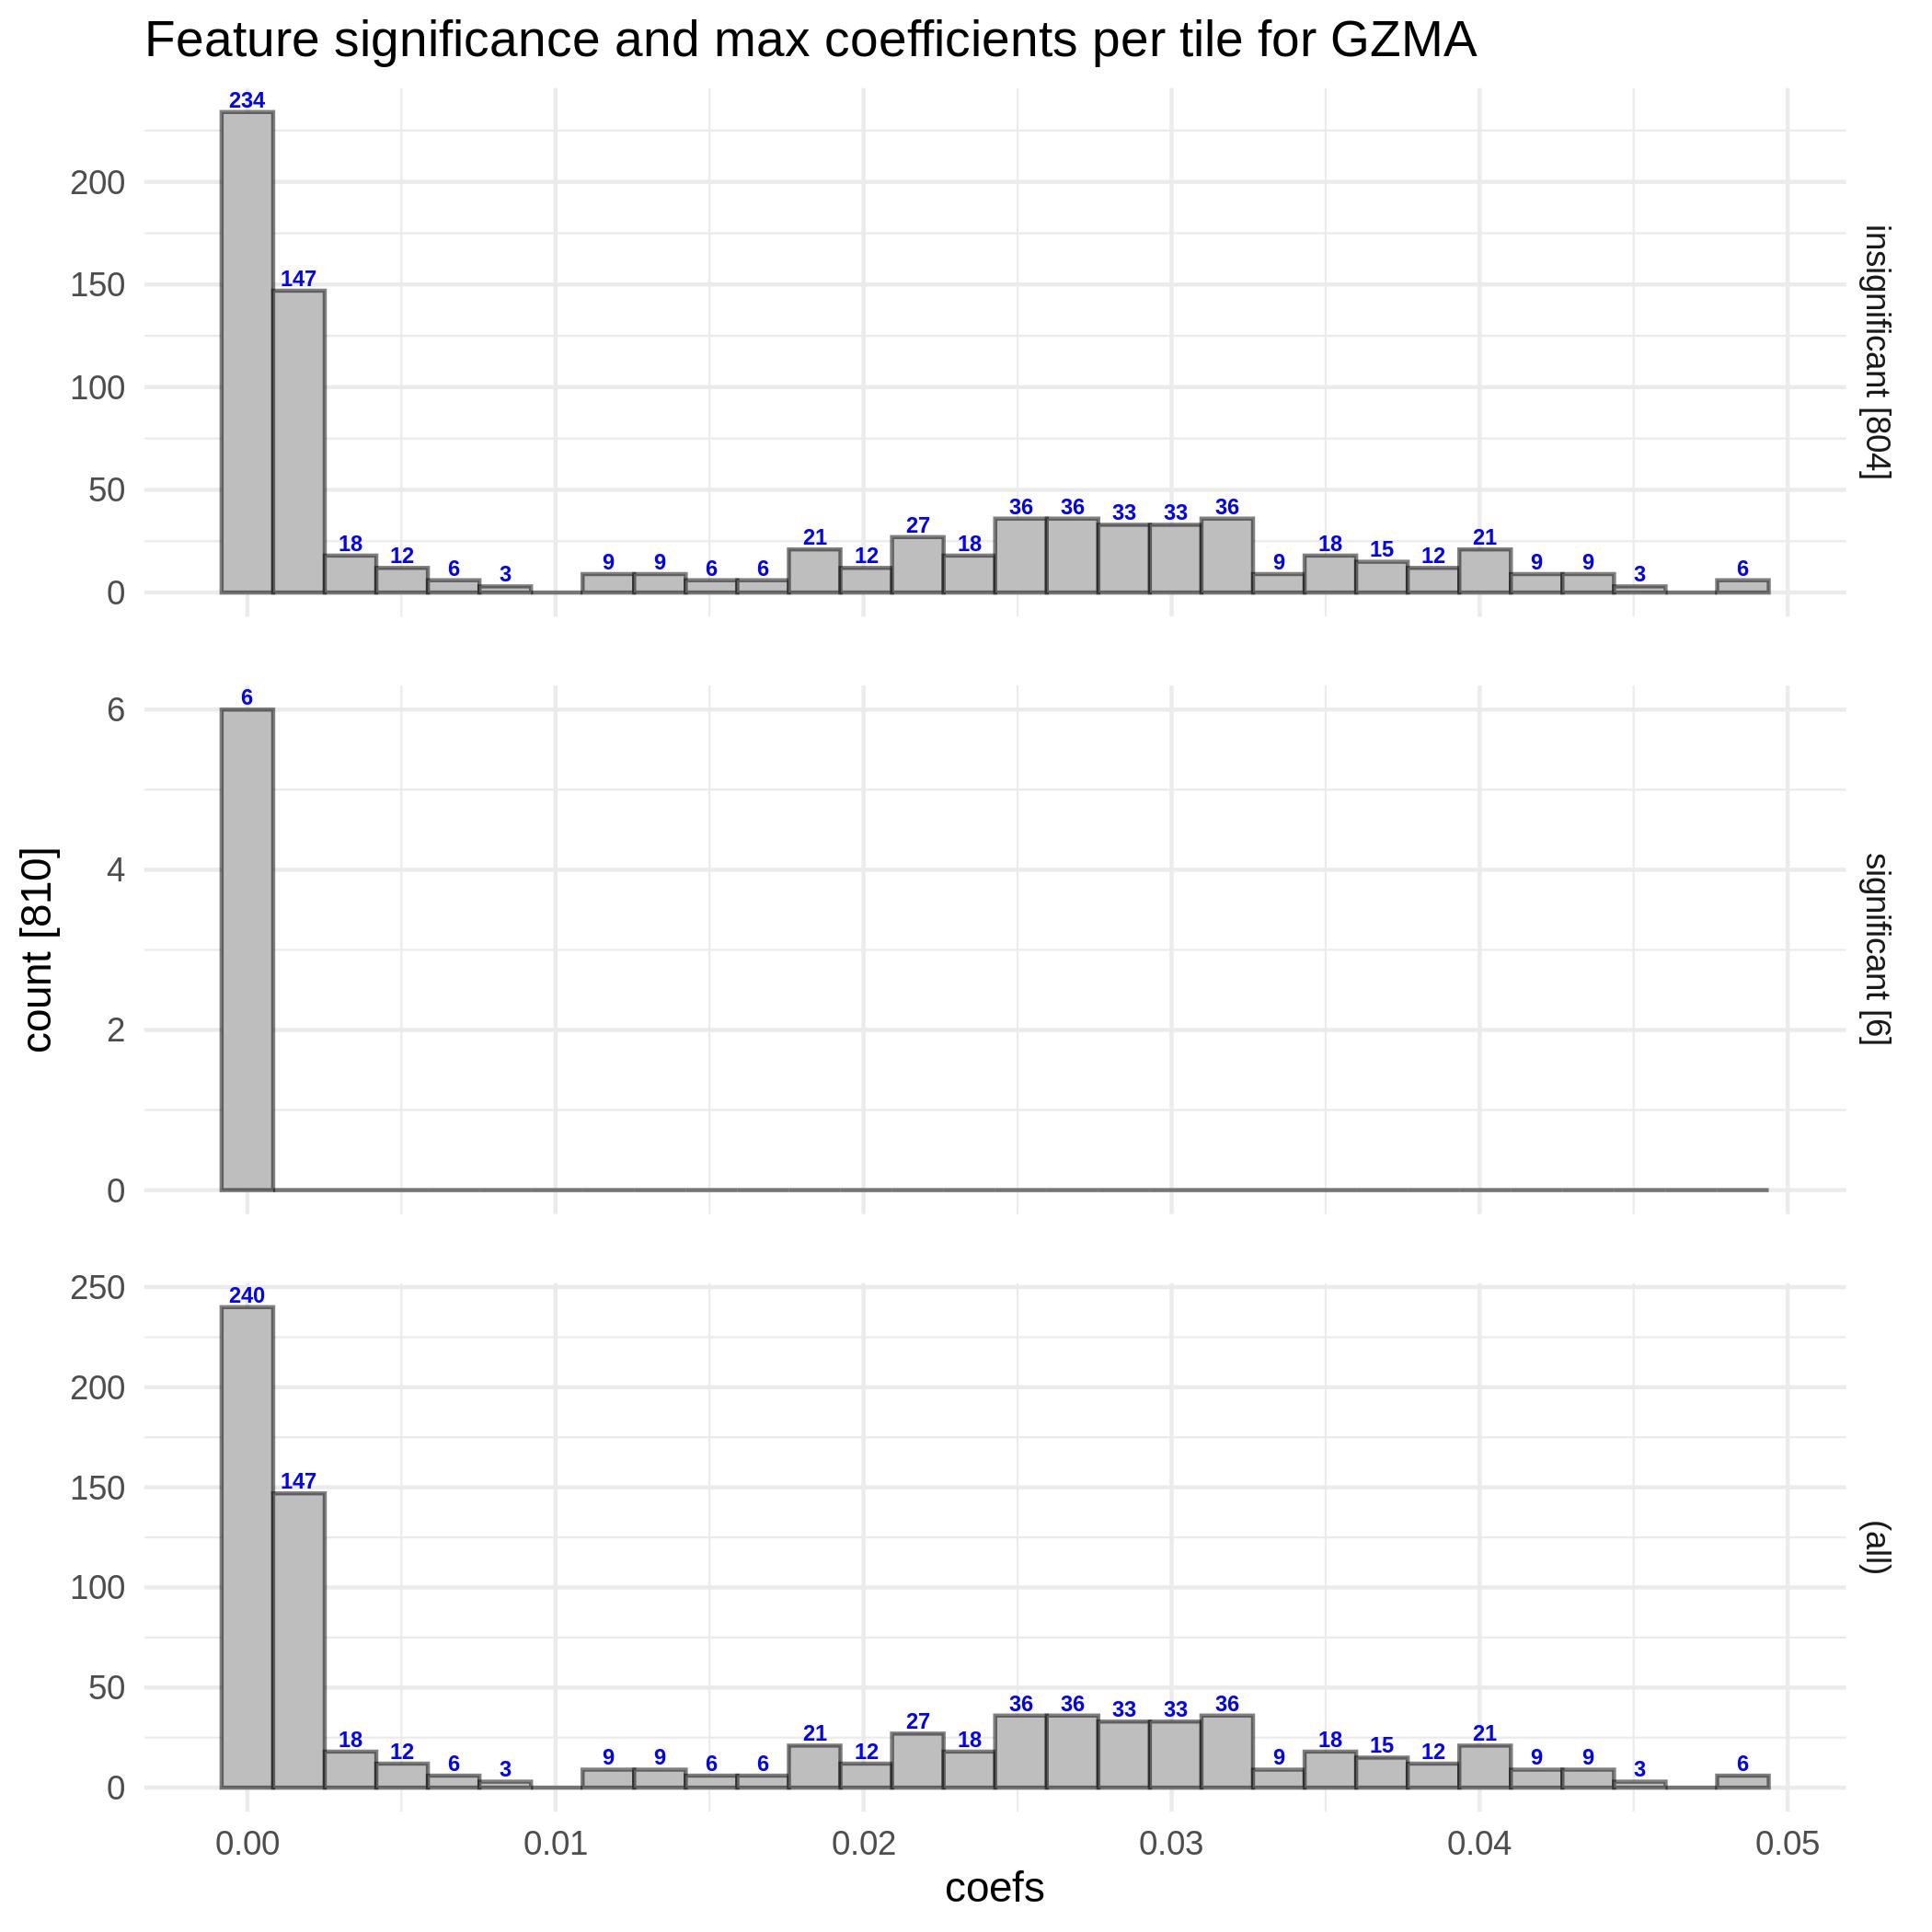 Feature significance and max coefficients per tile for GZMA
234
200
147
150
100
50
0
18 12 6 3 9 9 6 6 21 12 27 18 36 36 33 33 36 9 18 15 12 21 9 9 3 6
insignificant [804]
6
6
4
2
0
significant [6]
count [810]
250
240
200
147
150
100
50
0
18 12 6 3 9 9 6 6 21 12 27 18 36 36 33 33 36 9 18 15 12 21 9 9 3 6
(all)
0.00 0.01 0.02 0.03 0.04 0.05
coefs